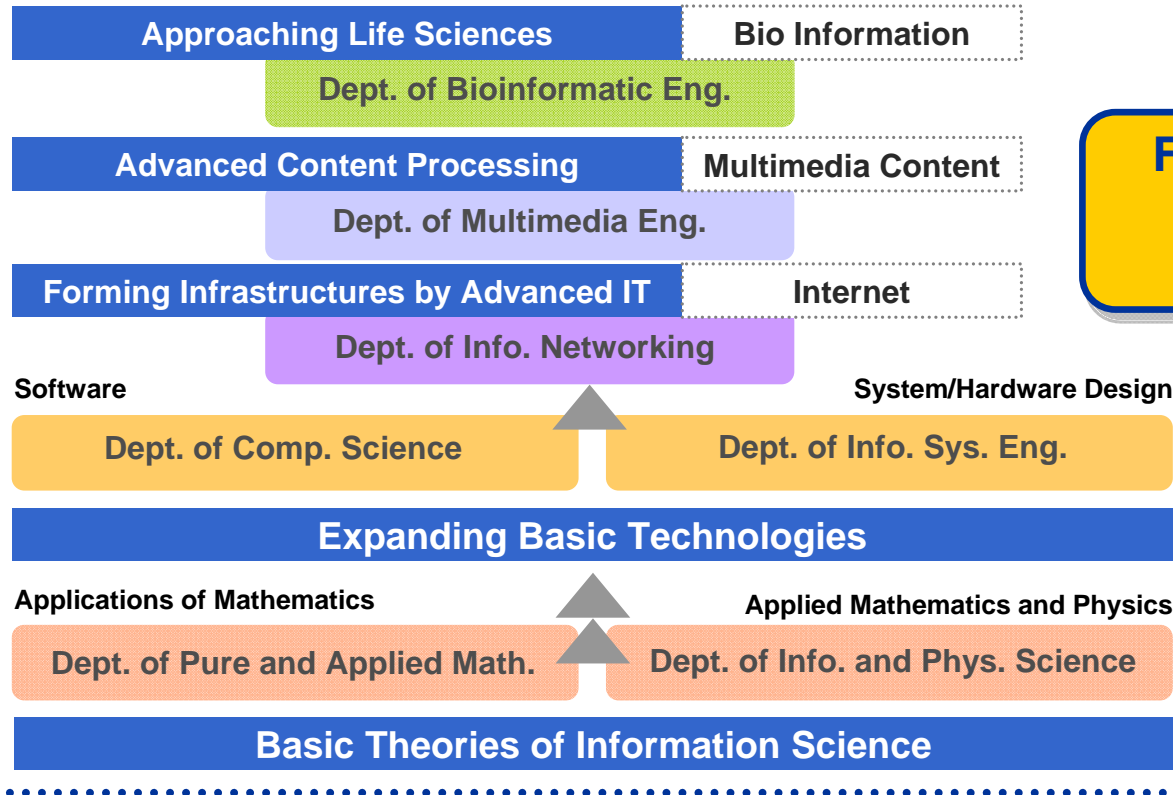 Approaching Life Sciences
Bio Information
Dept. of Bioinformatic Eng.
Advanced Content Processing
Multimedia Content
Dept. of Multimedia Eng.
F
Forming Infrastructures by Advanced IT
Internet
Dept. of Info. Networking
Software
System/Hardware Design
Dept. of Comp. Science
Dept. of Info. Sys. Eng.
Expanding Basic Technologies
Applications of Mathematics
Applied Mathematics and Physics
Dept. of Pure and Applied Math.
Dept. of Info. and Phys. Science
Basic Theories of Information Science